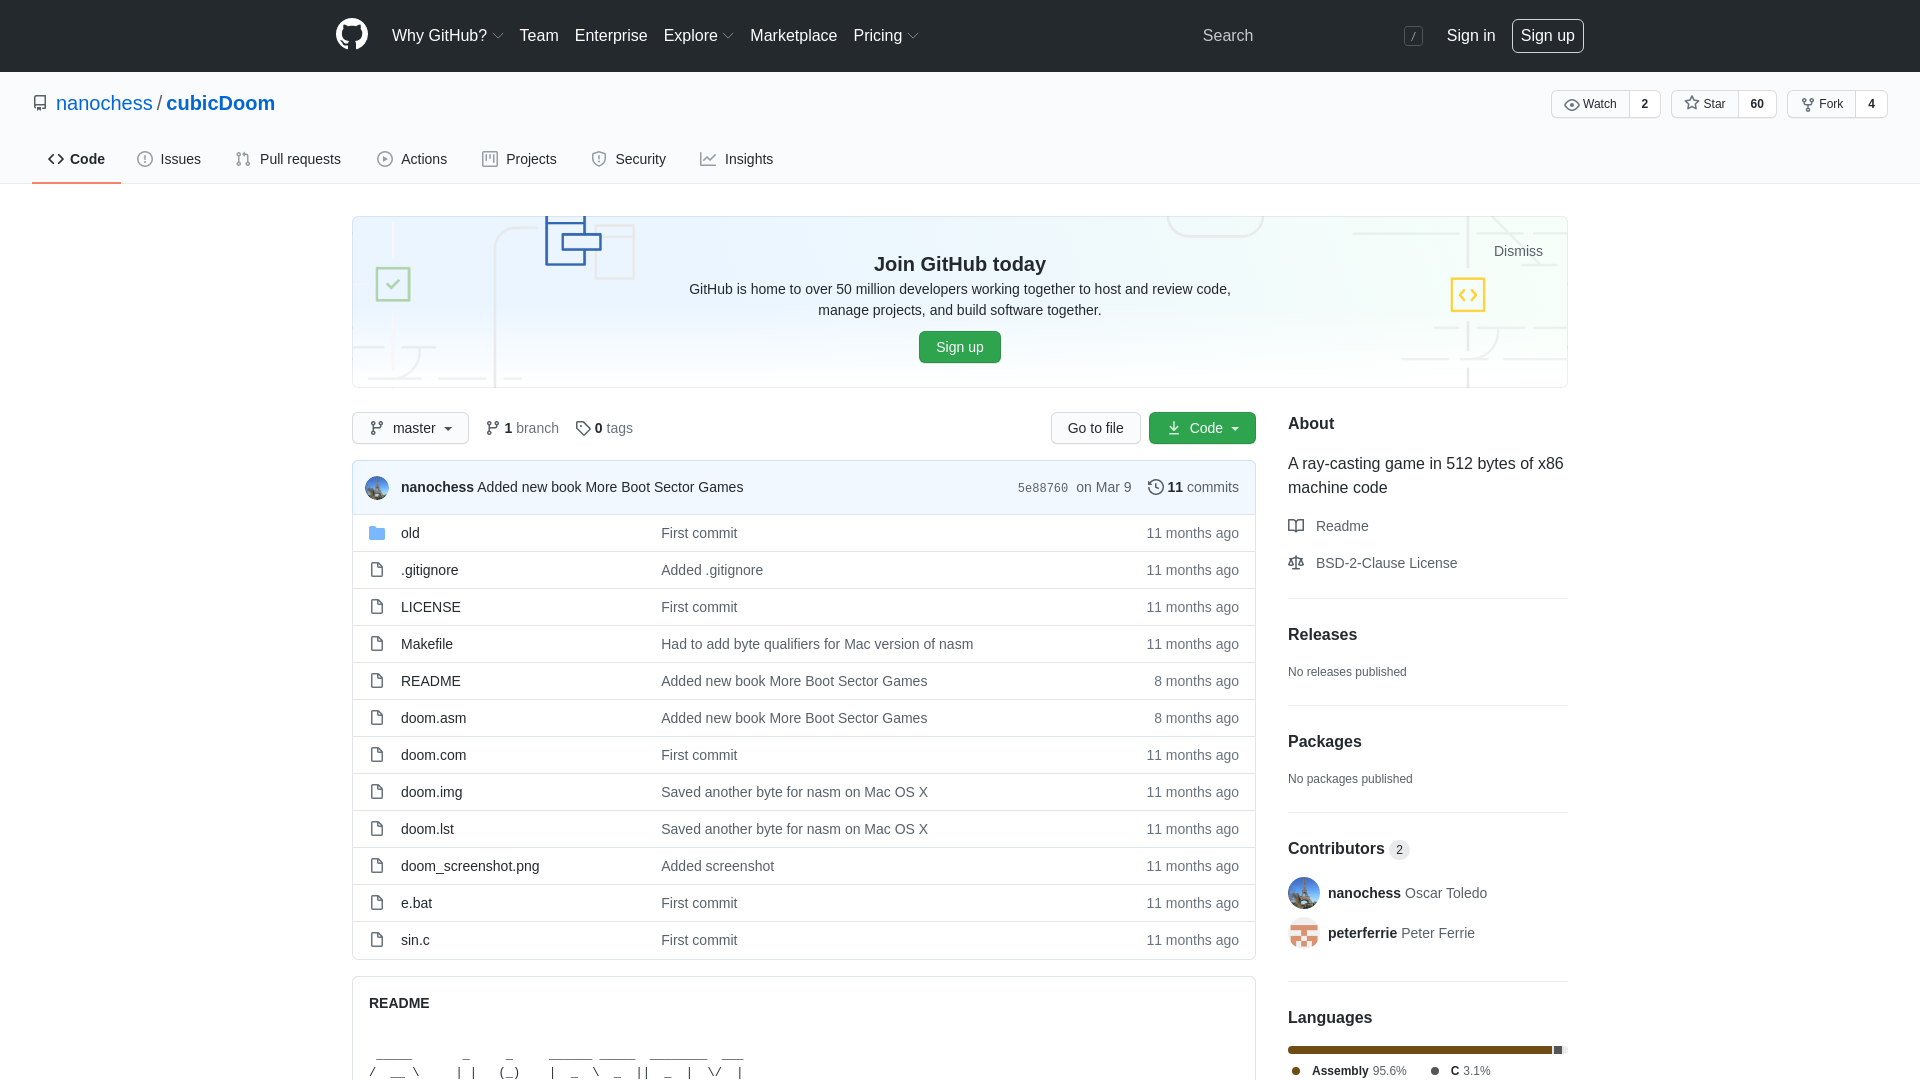 Why GitHub? Team Enterprise Explore Marketplace Pricing Search / Sign in Sign up
nanochess / cubicDoom Watch 2 Star 60 Fork 4
Code Issues Pull requests Actions Projects Security Insights
Dismiss
Join GitHub today
GitHub is home to over 50 million developers working together to host and review code,
manage projects, and build software together.
Sign up
master 1 branch 0 tags Go to file Code
nanochess Added new book More Boot Sector Games 5e88760 on Mar 9 11 commits
old First commit 11 months ago
.gitignore Added .gitignore 11 months ago
LICENSE First commit 11 months ago
Makefile Had to add byte qualifiers for Mac version of nasm 11 months ago
README Added new book More Boot Sector Games 8 months ago
doom.asm Added new book More Boot Sector Games 8 months ago
doom.com First commit 11 months ago
doom.img Saved another byte for nasm on Mac OS X 11 months ago
doom.lst Saved another byte for nasm on Mac OS X 11 months ago
doom_screenshot.png Added screenshot 11 months ago
e.bat First commit 11 months ago
sin.c First commit 11 months ago
README
About
A ray-casting game in 512 bytes of x86
machine code
Readme
BSD-2-Clause License
Releases
No releases published
Packages
No packages published
Contributors 2
nanochess Oscar Toledo
peterferrie Peter Ferrie
Languages
Assembly 95.6% C 3.1%